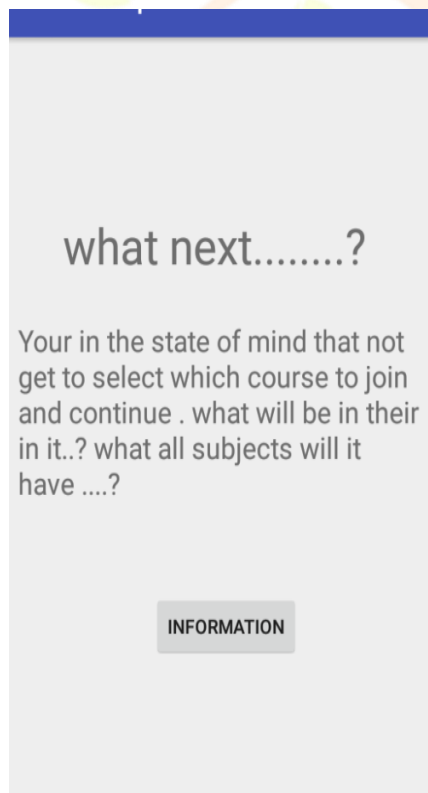 what next........?
Your in the state of mind that not
get to select which course to join
and continue . what will be in their
in it..? what all subjects will it
have ....?
INFORMATION